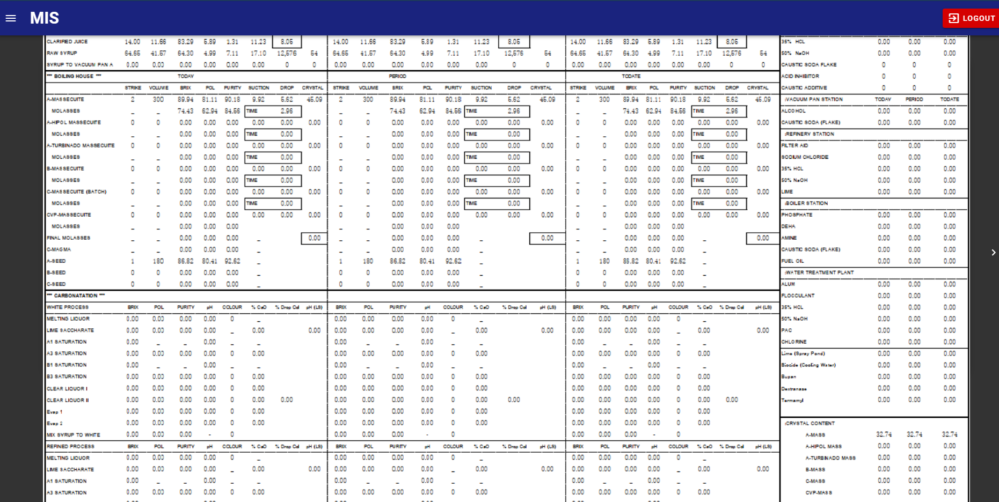 MIS
LOGOUT
CLARIFIED JUICE 14.00 11.66 83.29 5.89 1.31 11.23 8.05 14.00 11.66 83.29 5.89 1.31 11.23 8.05 14.00 11.66 83.29 5.89 1.31 11.23 8.05 35% HCL 0.00 0.00 0.00
RAW SYRUP 64.65 41.57 64.30 4.99 7.11 17.10 12,576 54 64.65 41.57 64.30 4.99 7.11 17.10 12,576 54 64.65 41.57 64.30 4.99 7.11 17.10 12,576 54 50% NaOH 0.00 0.00 0.00
SYRUP TO VACUUM PAN A 0.00 0.00 0.00 0.00 0.00 0.00 0 0 0.00 0.00 0.00 0.00 0.00 0.00 0 0 0.00 0.00 0.00 0.00 0.00 0.00 0 0 CAUSTIC SODA FLAKE 0 0 0
*** BOILING HOUSE *** TODAY PERIOD TODATE ACID INHIBITOR 0 0 0
STRIKE VOLUME BRIX POL PURITY SUCTION DROP CRYSTAL STRIKE VOLUME BRIX POL PURITY SUCTION DROP CRYSTAL STRIKE VOLUME BRIX POL PURITY SUCTION DROP CRYSTAL CAUSTIC ADDITIVE 0 0 0
A-MASSECUITE 2 300 89.94 81.11 90.18 9.92 5.62 45.09 2 300 89.94 81.11 90.18 9.92 5.62 45.09 2 300 89.94 81.11 90.18 9.92 5.62 45.09 :VACUUM PAN STATION TODAY PERIOD TODATE
MOLASSES _ _ 74.43 62.94 84.56 TIME 2.96 _ _ 74.43 62.94 84.56 TIME 2.96 _ _ 74.43 62.94 84.56 TIME 2.96 ALCOHOL 0.00 0.00 0.00
A-HIPOL MASSECUITE 0 0 0.00 0.00 0.00 0.00 0.00 0.00 0 0 0.00 0.00 0.00 0.00 0.00 0.00 0 0 0.00 0.00 0.00 0.00 0.00 0.00 CAUSTIC SODA (FLAKE) 0.00 0.00 0.00
MOLASSES _ _ 0.00 0.00 0.00 TIME 0.00 _ _ 0.00 0.00 0.00 TIME 0.00 _ _ 0.00 0.00 0.00 TIME 0.00 :REFINERY STATION
A-TURBINADO MASSECUITE 0 0 0.00 0.00 0.00 0.00 0.00 0.00 0 0 0.00 0.00 0.00 0.00 0.00 0.00 0 0 0.00 0.00 0.00 0.00 0.00 0.00 FILTER AID 0.00 0.00 0.00
MOLASSES _ _ 0.00 0.00 0.00 TIME 0.00 _ _ 0.00 0.00 0.00 TIME 0.00 _ _ 0.00 0.00 0.00 TIME 0.00 SODIUM CHLORIDE 0.00 0.00 0.00
B-MASSECUITE 0 0 0.00 0.00 0.00 0.00 0.00 0.00 0 0 0.00 0.00 0.00 0.00 0.00 0.00 0 0 0.00 0.00 0.00 0.00 0.00 0.00 35% HCL 0.00 0.00 0.00
MOLASSES _ _ 0.00 0.00 0.00 TIME 0.00 _ _ 0.00 0.00 0.00 TIME 0.00 _ _ 0.00 0.00 0.00 TIME 0.00 50% NaOH 0.00 0.00 0.00
C-MASSECUITE (BATCH) 0 0 0.00 0.00 0.00 0.00 0.00 0.00 0 0 0.00 0.00 0.00 0.00 0.00 0.00 0 0 0.00 0.00 0.00 0.00 0.00 0.00 LIME 0.00 0.00 0.00
MOLASSES _ _ 0.00 0.00 0.00 TIME 0.00 _ _ 0.00 0.00 0.00 TIME 0.00 _ _ 0.00 0.00 0.00 TIME 0.00 :BOILER STATION
CVP-MASSECUITE 0 0 0.00 0.00 0.00 0.00 0.00 0.00 0 0 0.00 0.00 0.00 0.00 0.00 0.00 0 0 0.00 0.00 0.00 0.00 0.00 0.00 PHOSPHATE 0.00 0.00 0.00
MOLASSES _ _ 0.00 0.00 0.00 _ _ 0.00 0.00 0.00 _ _ 0.00 0.00 0.00 DEHA 0.00 0.00 0.00
FINAL MOLASSES _ _ 0.00 0.00 0.00 _ 0.00 _ _ 0.00 0.00 0.00 _ 0.00 _ _ 0.00 0.00 0.00 _ 0.00 AMINE 0.00 0.00 0.00
C-MAGMA _ _ 0.00 0.00 0.00 _ _ _ 0.00 0.00 0.00 _ _ _ 0.00 0.00 0.00 _ CAUSTIC SODA (FLAKE) 0.00 0.00 0.00
A-SEED 1 180 86.82 80.41 92.62 _ 1 180 86.82 80.41 92.62 _ 1 180 86.82 80.41 92.62 _ FUEL OIL 0.00 0.00 0.00
B-SEED 0 0 0.00 0.00 0.00 _ 0 0 0.00 0.00 0.00 _ 0 0 0.00 0.00 0.00 _ :WATER TREATMENT PLANT
C-SEED 0 0 0.00 0.00 0.00 _ 0 0 0.00 0.00 0.00 _ 0 0 0.00 0.00 0.00 _ ALUM 0.00 0.00 0.00
*** CARBONATATION *** FLOCCULANT 0.00 0.00 0.00
WHITE PROCESS BRIX POL PURITY pH COLOUR % CaO % Drop Col pH (LS) BRIX POL PURITY pH COLOUR % CaO % Drop Col pH (LS) BRIX POL PURITY pH COLOUR % CaO % Drop Col pH (LS) 35% HCL 0.00 0.00 0.00
MELTING LIQUOR 0.00 0.00 0.00 0.00 0 _ 0.00 0.00 0.00 0.00 0 _ 0.00 0.00 0.00 0.00 0 _ 50% NaOH 0.00 0.00 0.00
LIME SACCHARATE 0.00 0.00 0.00 0.00 _ 0.00 0.00 0.00 0.00 0.00 0.00 _ 0.00 0.00 0.00 0.00 0.00 0.00 _ 0.00 0.00 PAC 0.00 0.00 0.00
A1 SATURATION 0.00 _ _ 0.00 _ _ 0.00 _ _ 0.00 _ _ 0.00 _ _ 0.00 _ _ CHLORINE 0.00 0.00 0.00
A3 SATURATION 0.00 0.00 0.00 0.00 0 0.00 0.00 0.00 0.00 0.00 0 0.00 0.00 0.00 0.00 0.00 0 0.00 Lime (Spray Pond) 0.00 0.00 0.00
B1 SATURATION 0.00 _ _ 0.00 _ _ 0.00 _ _ 0.00 _ _ 0.00 _ _ 0.00 _ _ Biocide (Cooling Water) 0.00 0.00 0.00
B3 SATURATION 0.00 0.00 0.00 0.00 0 0.00 0.00 0.00 0.00 0.00 0 0.00 0.00 0.00 0.00 0.00 0 0.00 Bupan 0.00 0.00 0.00
CLEAR LIQUOR I 0.00 0.00 0.00 0.00 0 0.00 0.00 0.00 0.00 0.00 0 0.00 0.00 0.00 0.00 0.00 0 0.00 Dextranase 0.00 0.00 0.00
CLEAR LIQUOR II 0.00 0.00 0.00 0.00 0 0.00 0.00 0.00 0.00 0.00 0.00 0 0.00 0.00 0.00 0.00 0.00 0.00 0 0.00 0.00 Termamyl 0.00 0.00 0.00
Evap 1 0.00 0.00 0.00 0.00 0 0.00 0.00 0.00 0.00 0.00 0 0.00 0.00 0.00 0.00 0.00 0 0.00
Evap 2 0.00 0.00 0.00 0.00 0 0.00 0.00 0.00 0.00 0.00 0 0.00 0.00 0.00 0.00 0.00 0 0.00 :CRYSTAL CONTENT
MIX SYRUP TO WHITE 0.00 0.00 0.00 - 0 0.00 0.00 0.00 - 0 0.00 0.00 0.00 - 0 A-MASS 32.74 32.74 32.74
REFINED PROCESS BRIX POL PURITY pH COLOUR % CaO % Drop Col pH (LS) BRIX POL PURITY pH COLOUR % CaO % Drop Col pH (LS) BRIX POL PURITY pH COLOUR % CaO % Drop Col pH (LS) A-HIPOL MASS 0.00 0.00 0.00
MELTING LIQUOR 0.00 0.00 0.00 0.00 0 _ 0.00 0.00 0.00 0.00 0 _ 0.00 0.00 0.00 0.00 0 _ A-TURBINADO MASS 0.00 0.00 0.00
LIME SACCHARATE 0.00 0.00 0.00 0.00 _ 0.00 0.00 0.00 0.00 0.00 0.00 _ 0.00 0.00 0.00 0.00 0.00 0.00 _ 0.00 0.00 B-MASS 0.00 0.00 0.00
A1 SATURATION 0.00 _ _ 0.00 _ _ 0.00 _ _ 0.00 _ _ 0.00 _ _ 0.00 _ _ C-MASS 0.00 0.00 0.00
A3 SATURATION 0.00 0.00 0.00 0.00 0 0.00 0.00 0.00 0.00 0.00 0 0.00 0.00 0.00 0.00 0.00 0 0.00 CVP-MASS 0.00 0.00 0.00